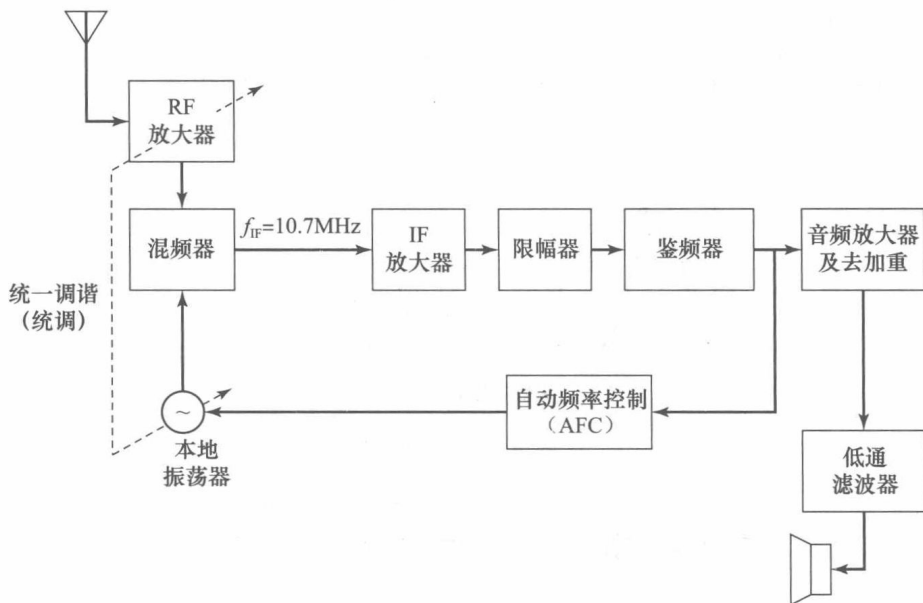 RF
放大器
混频器
f_IF=10.7MHz
IF
放大器
限幅器
鉴频器
音频放大器
及去加重
统一调谐
(统调)
~
本地
振荡器
自动频率控制
(AFC)
低通
滤波器